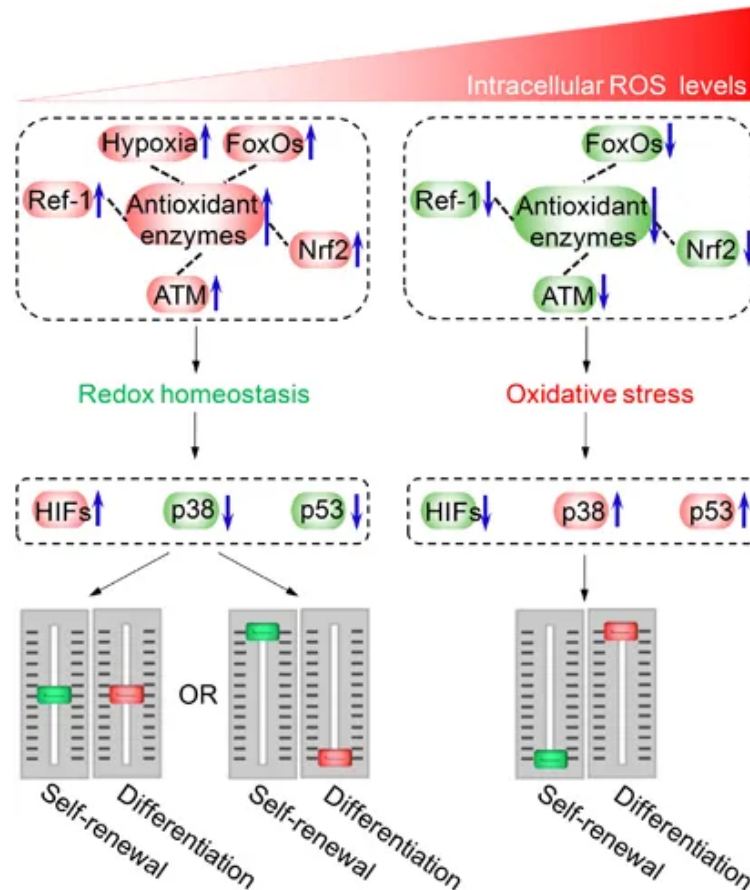 Intracellular ROS levels
Hypoxia FoxOs
Ref-1
Antioxidant
enzymes
Nrf2
ATM
FoxOs
Ref-1
Antioxidant
enzymes
Nrf2
ATM
Redox homeostasis
Oxidative stress
HIFs p38 p53
HIFs p38 p53
OR
Self-renewal
Differentiation
Self-renewal
Differentiation
Self-renewal
Differentiation